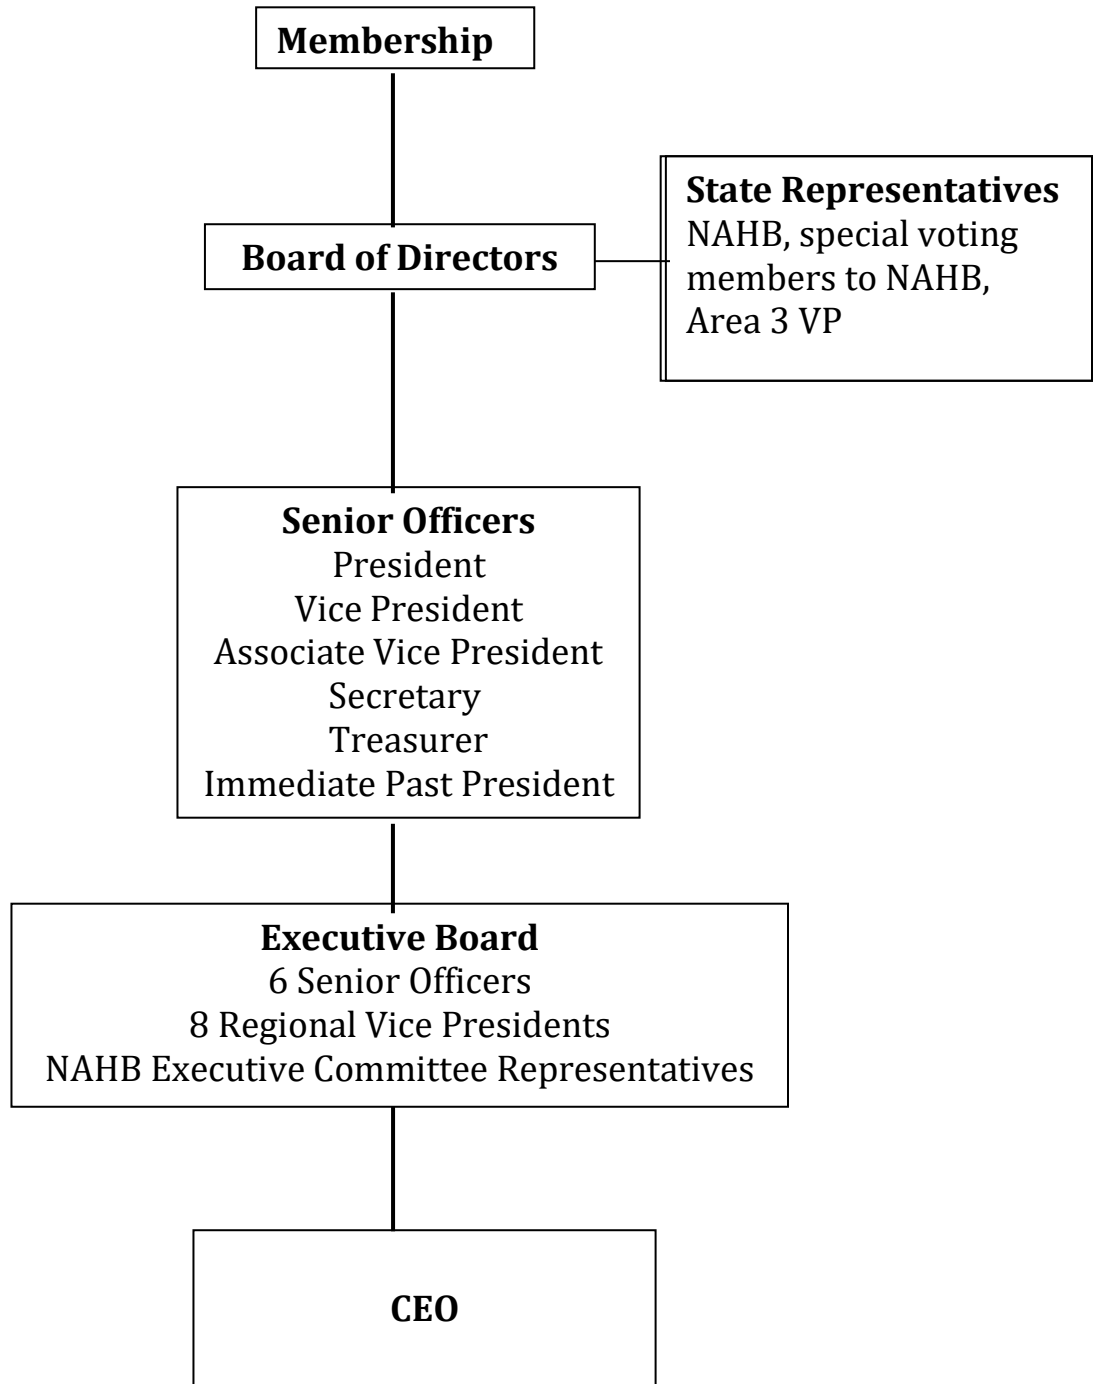 Membership
Board of Directors
State Representatives
NAHB, special voting
members to NAHB,
Area 3 VP
Senior Officers
President
Vice President
Associate Vice President
Secretary
Treasurer
Immediate Past President
Executive Board
6 Senior Officers
8 Regional Vice Presidents
NAHB Executive Committee Representatives
CEO